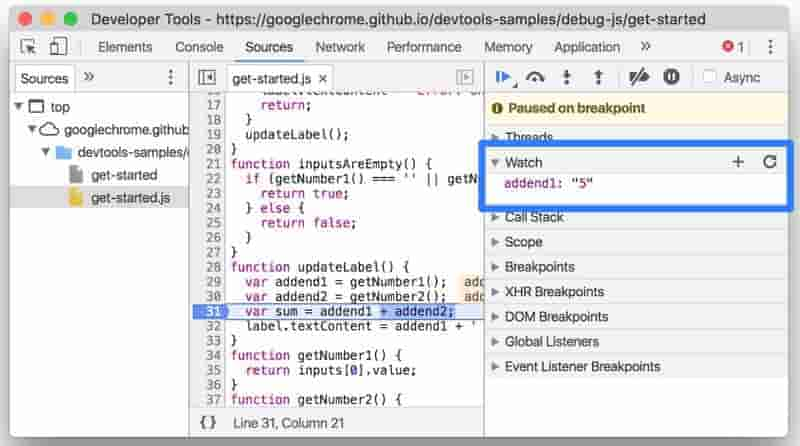 Developer Tools - https://googlechrome.github.io/devtools-samples/debug-js/get-started
Elements Console Sources Network Performance Memory Application » 1
Sources »
top
googlechrome.github
devtools-samples/
get-started
get-started.js
get-started.js ×
16
17 return;
18 }
19 updateLabel();
20 }
21 function inputsAreEmpty() {
22 if (getNumber1() === '' || getN
23 return true;
24 } else {
25 return false;
26 }
27 }
28 function updateLabel() {
29 var addend1 = getNumber1(); add
30 var addend2 = getNumber2(); add
31 var sum = addend1 + addend2;
32 label.textContent = addend1 + '
33 }
34 function getNumber1() {
35 return inputs[0].value;
36 }
37 function getNumber2() {
{} Line 31, Column 21
Async
Paused on breakpoint
Threads
Watch
addend1: "5"
Call Stack
Scope
Breakpoints
XHR Breakpoints
DOM Breakpoints
Global Listeners
Event Listener Breakpoints